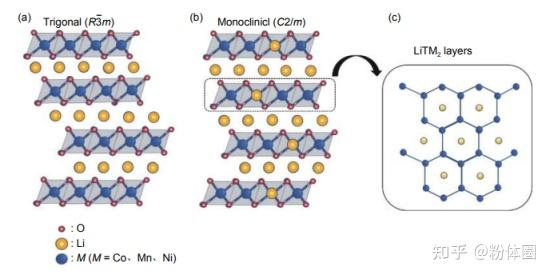 (a) Trigonal (R3̅m)
(b) Monoclinicl (C2/m)
(c)
LiTM₂ layers
: O
: Li
: M (M = Co、Mn、Ni)
知乎 @粉体圈